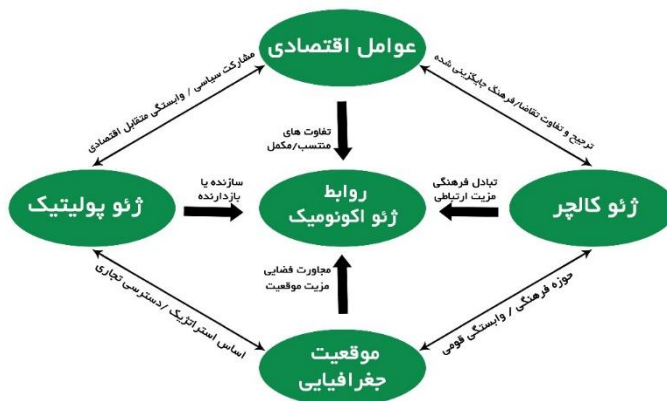 عوامل اقتصادی
مشارکت سیاسی / وابستگی متقابل اقتصادی
ترجیح و تفاوت تقاضا/فرهنگ جایگزینی شده
تفاوت های
منتسب/مکمل
ژئو پولیتیک
سازنده یا
بازدارنده
روابط
ژئو اکونومیک
تبادل فرهنگی
مزیت ارتباطی
ژئو کالچر
مجاورت فضایی
مزیت موقعیت
اساس استراتژیک /دسترسی تجاری
حوزه فرهنگی / وابستگی قومی
موقعیت
جغرافیایی